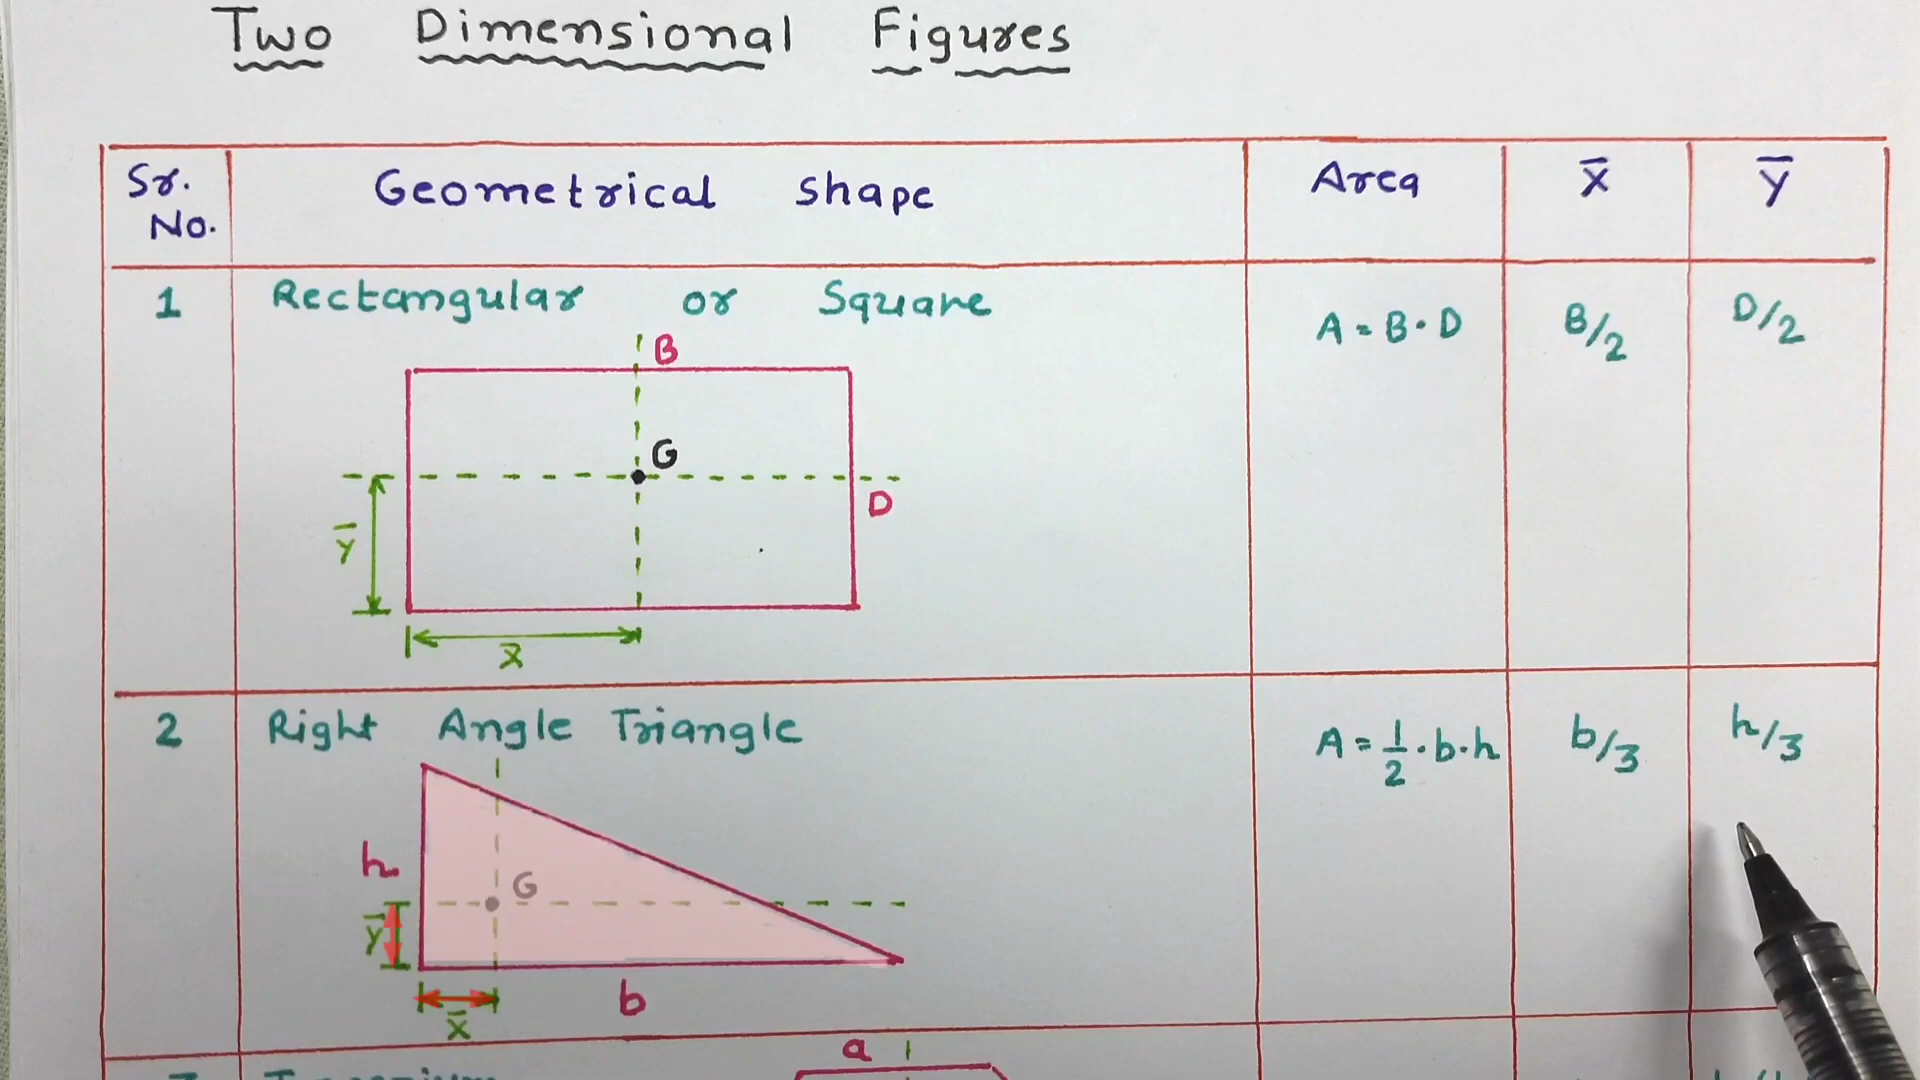 Two Dimensional Figures
Sr. No.
Geometrical shape
Area
x̄
ȳ
1
Rectangular or Square
A = B · D
B/2
D/2
B
G
D
ȳ
x̄
2
Right Angle Triangle
A = 1/2 · b · h
b/3
h/3
h
G
ȳ
b
x̄
a